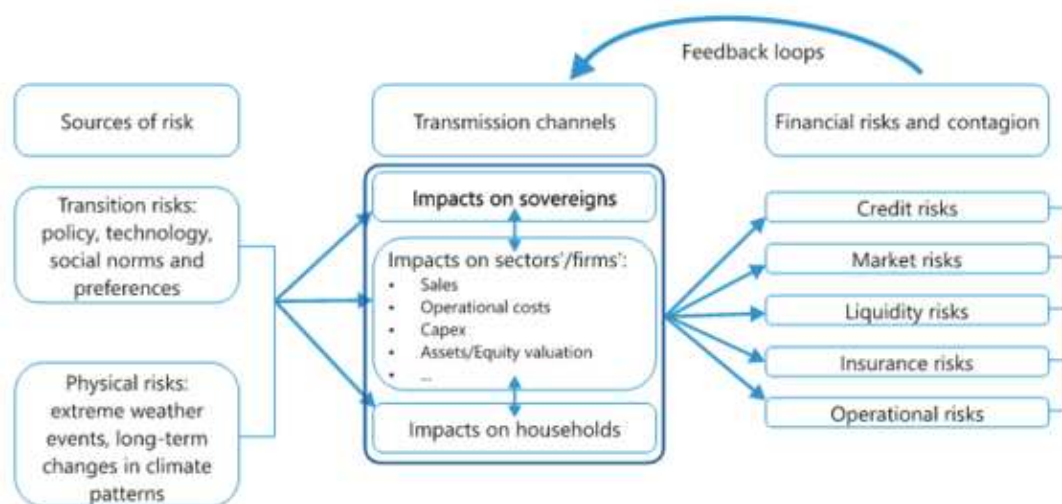 Feedback loops
Sources of risk
Transmission channels
Financial risks and contagion
Transition risks:
policy, technology,
social norms and
preferences
Physical risks:
extreme weather
events, long-term
changes in climate
patterns
Impacts on sovereigns
Impacts on sectors'/firms':
• Sales
• Operational costs
• Capex
• Assets/Equity valuation
• ...
Impacts on households
Credit risks
Market risks
Liquidity risks
Insurance risks
Operational risks